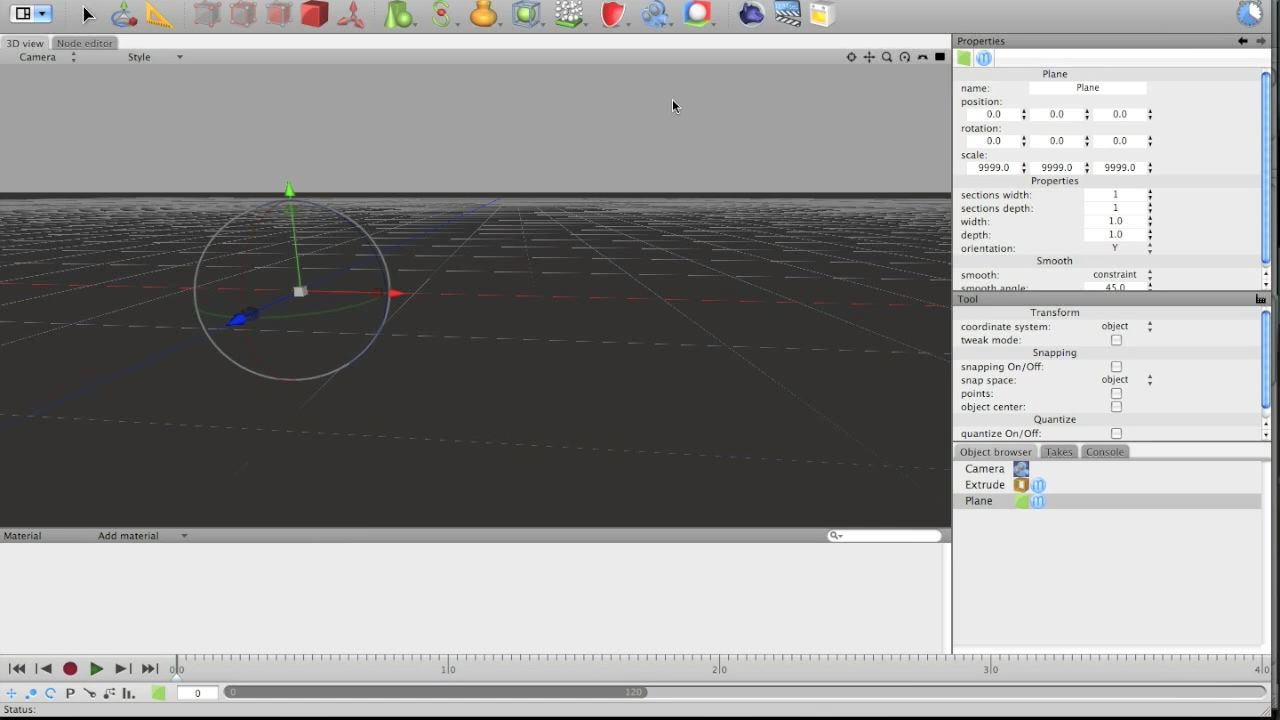 3D view Node editor
Camera Style
Properties
Plane
name: Plane
position:
0.0 0.0 0.0
rotation:
0.0 0.0 0.0
scale:
9999.0 9999.0 9999.0
Properties
sections width: 1
sections depth: 1
width: 1.0
depth: 1.0
orientation: Y
Smooth
smooth: constraint
smooth angle: 45.0
Tool
Transform
coordinate system: object
tweak mode:
Snapping
snapping On/Off:
snap space: object
points:
object center:
Quantize
quantize On/Off:
Object browser Takes Console
Camera
Extrude
Plane
Material Add material
P 0 0 120
Status: